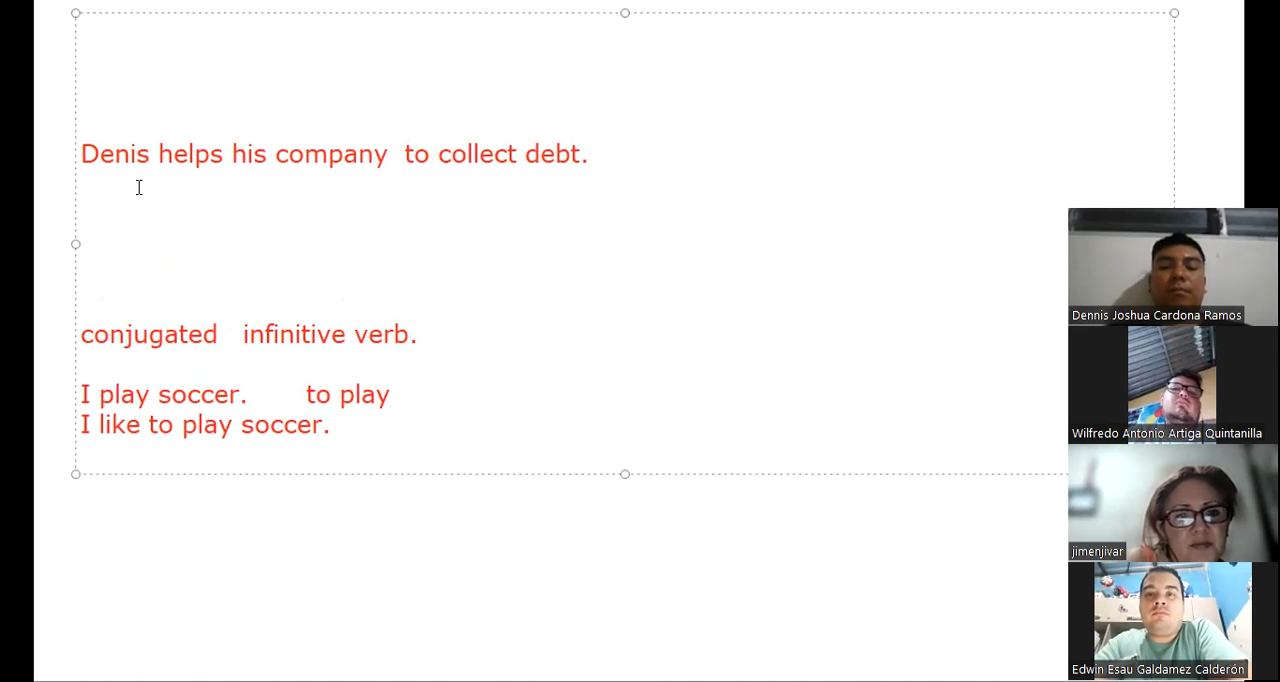 Denis helps his company  to collect debt.
conjugated   infinitive verb.
I play soccer.       to play
I like to play soccer.
Dennis Joshua Cardona Ramos
Wilfredo Antonio Artiga Quintanilla
jimenjivar
Edwin Esau Galdamez Calderón